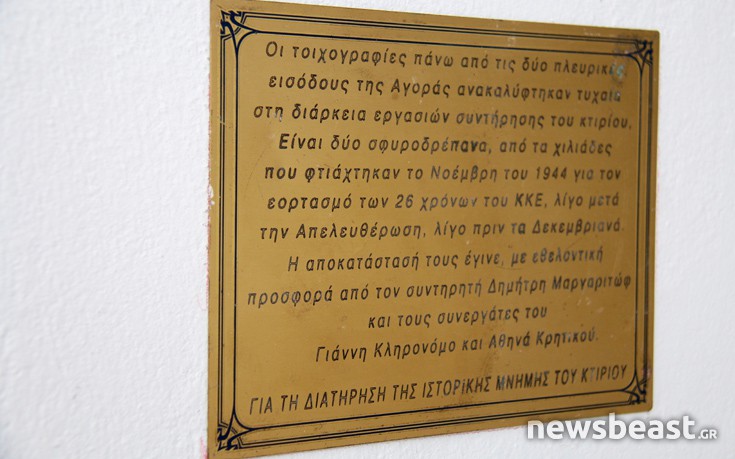 Οι τοιχογραφίες πάνω από τις δύο πλευρικές
εισόδους της Αγοράς ανακαλύφτηκαν τυχαία
στη διάρκεια εργασιών συντήρησης του κτιρίου.
Είναι δύο σφυροδρέπανα, από τα χιλιάδες
που φτιάχτηκαν το Νοέμβρη του 1944 για τον
εορτασμό των 26 χρόνων του ΚΚΕ, λίγο μετά
την Απελευθέρωση, λίγο πριν τα Δεκεμβριανά.
Η αποκατάστασή τους έγινε, με εθελοντική
προσφορά από τον συντηρητή Δημήτρη Μαργαριτώφ
και τους συνεργάτες του
Γιάννη Κληρονόμο και Αθηνά Κρητικού.
ΓΙΑ ΤΗ ΔΙΑΤΗΡΗΣΗ ΤΗΣ ΙΣΤΟΡΙΚΗΣ ΜΝΗΜΗΣ ΤΟΥ ΚΤΙΡΙΟΥ
newsbeast.GR